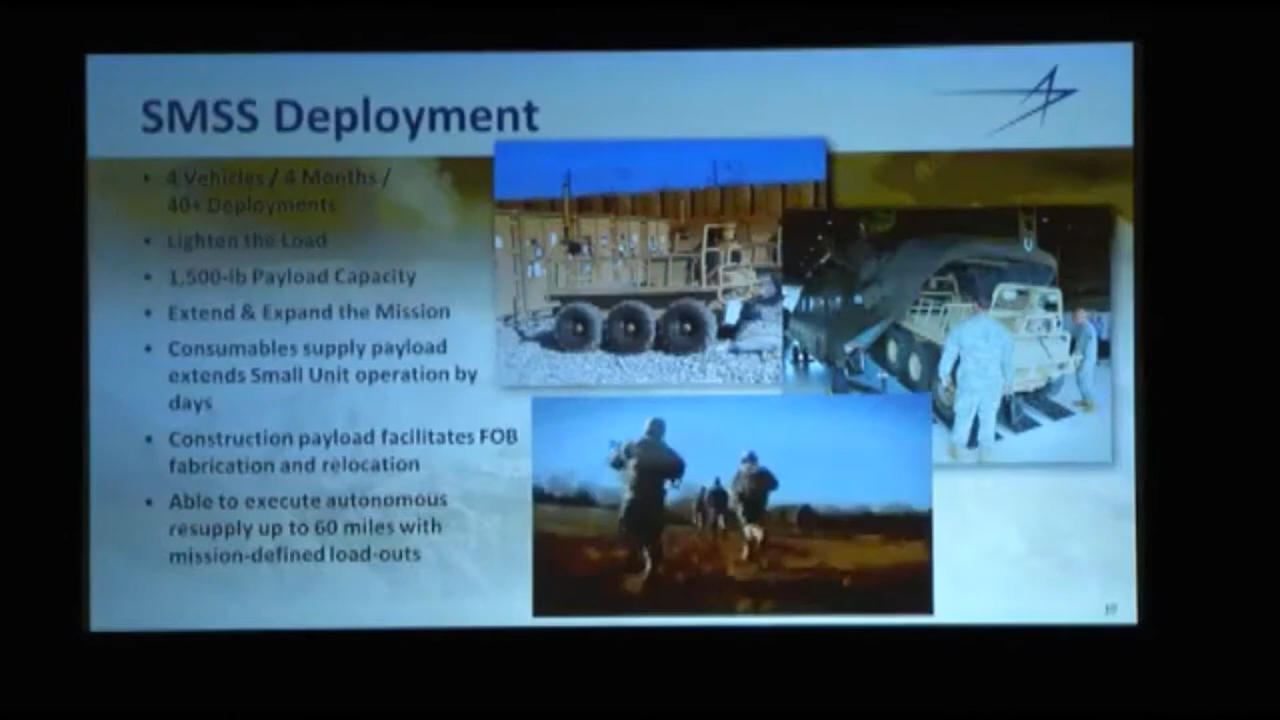 SMSS Deployment
• 4 Vehicles / 4 Months /
40+ Deployments
• Lighten the Load
• 1,500-lb Payload Capacity
• Extend & Expand the Mission
• Consumables supply payload
extends Small Unit operation by
days
• Construction payload facilitates FOB
fabrication and relocation
• Able to execute autonomous
resupply up to 60 miles with
mission-defined load-outs